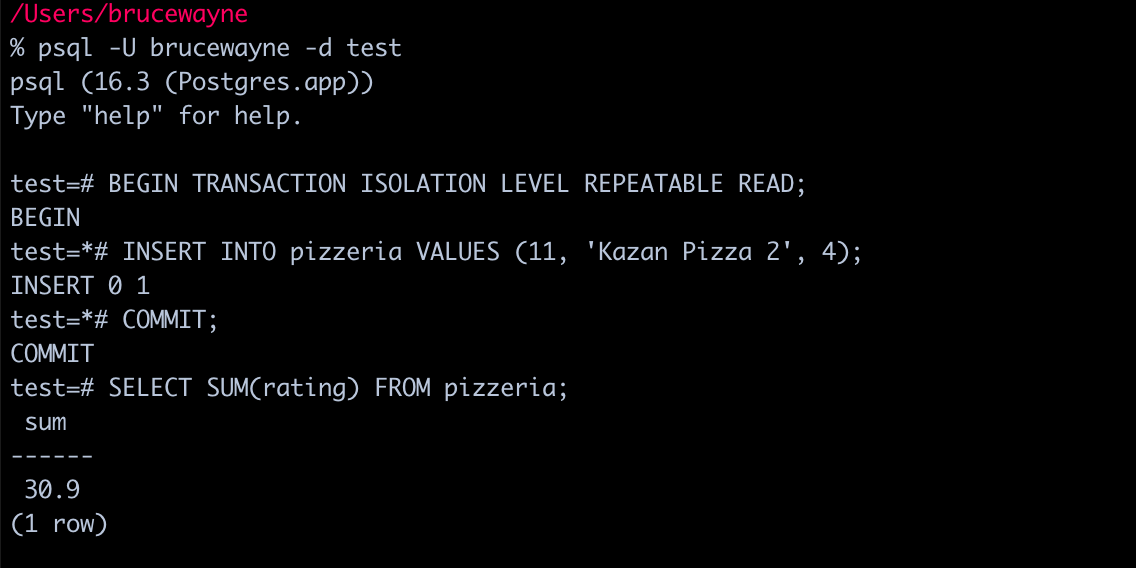 /Users/brucewayne
% psql -U brucewayne -d test
psql (16.3 (Postgres.app))
Type "help" for help.
test=# BEGIN TRANSACTION ISOLATION LEVEL REPEATABLE READ;
BEGIN
test=*# INSERT INTO pizzeria VALUES (11, 'Kazan Pizza 2', 4);
INSERT 0 1
test=*# COMMIT;
COMMIT
test=# SELECT SUM(rating) FROM pizzeria;
sum
------
30.9
(1 row)